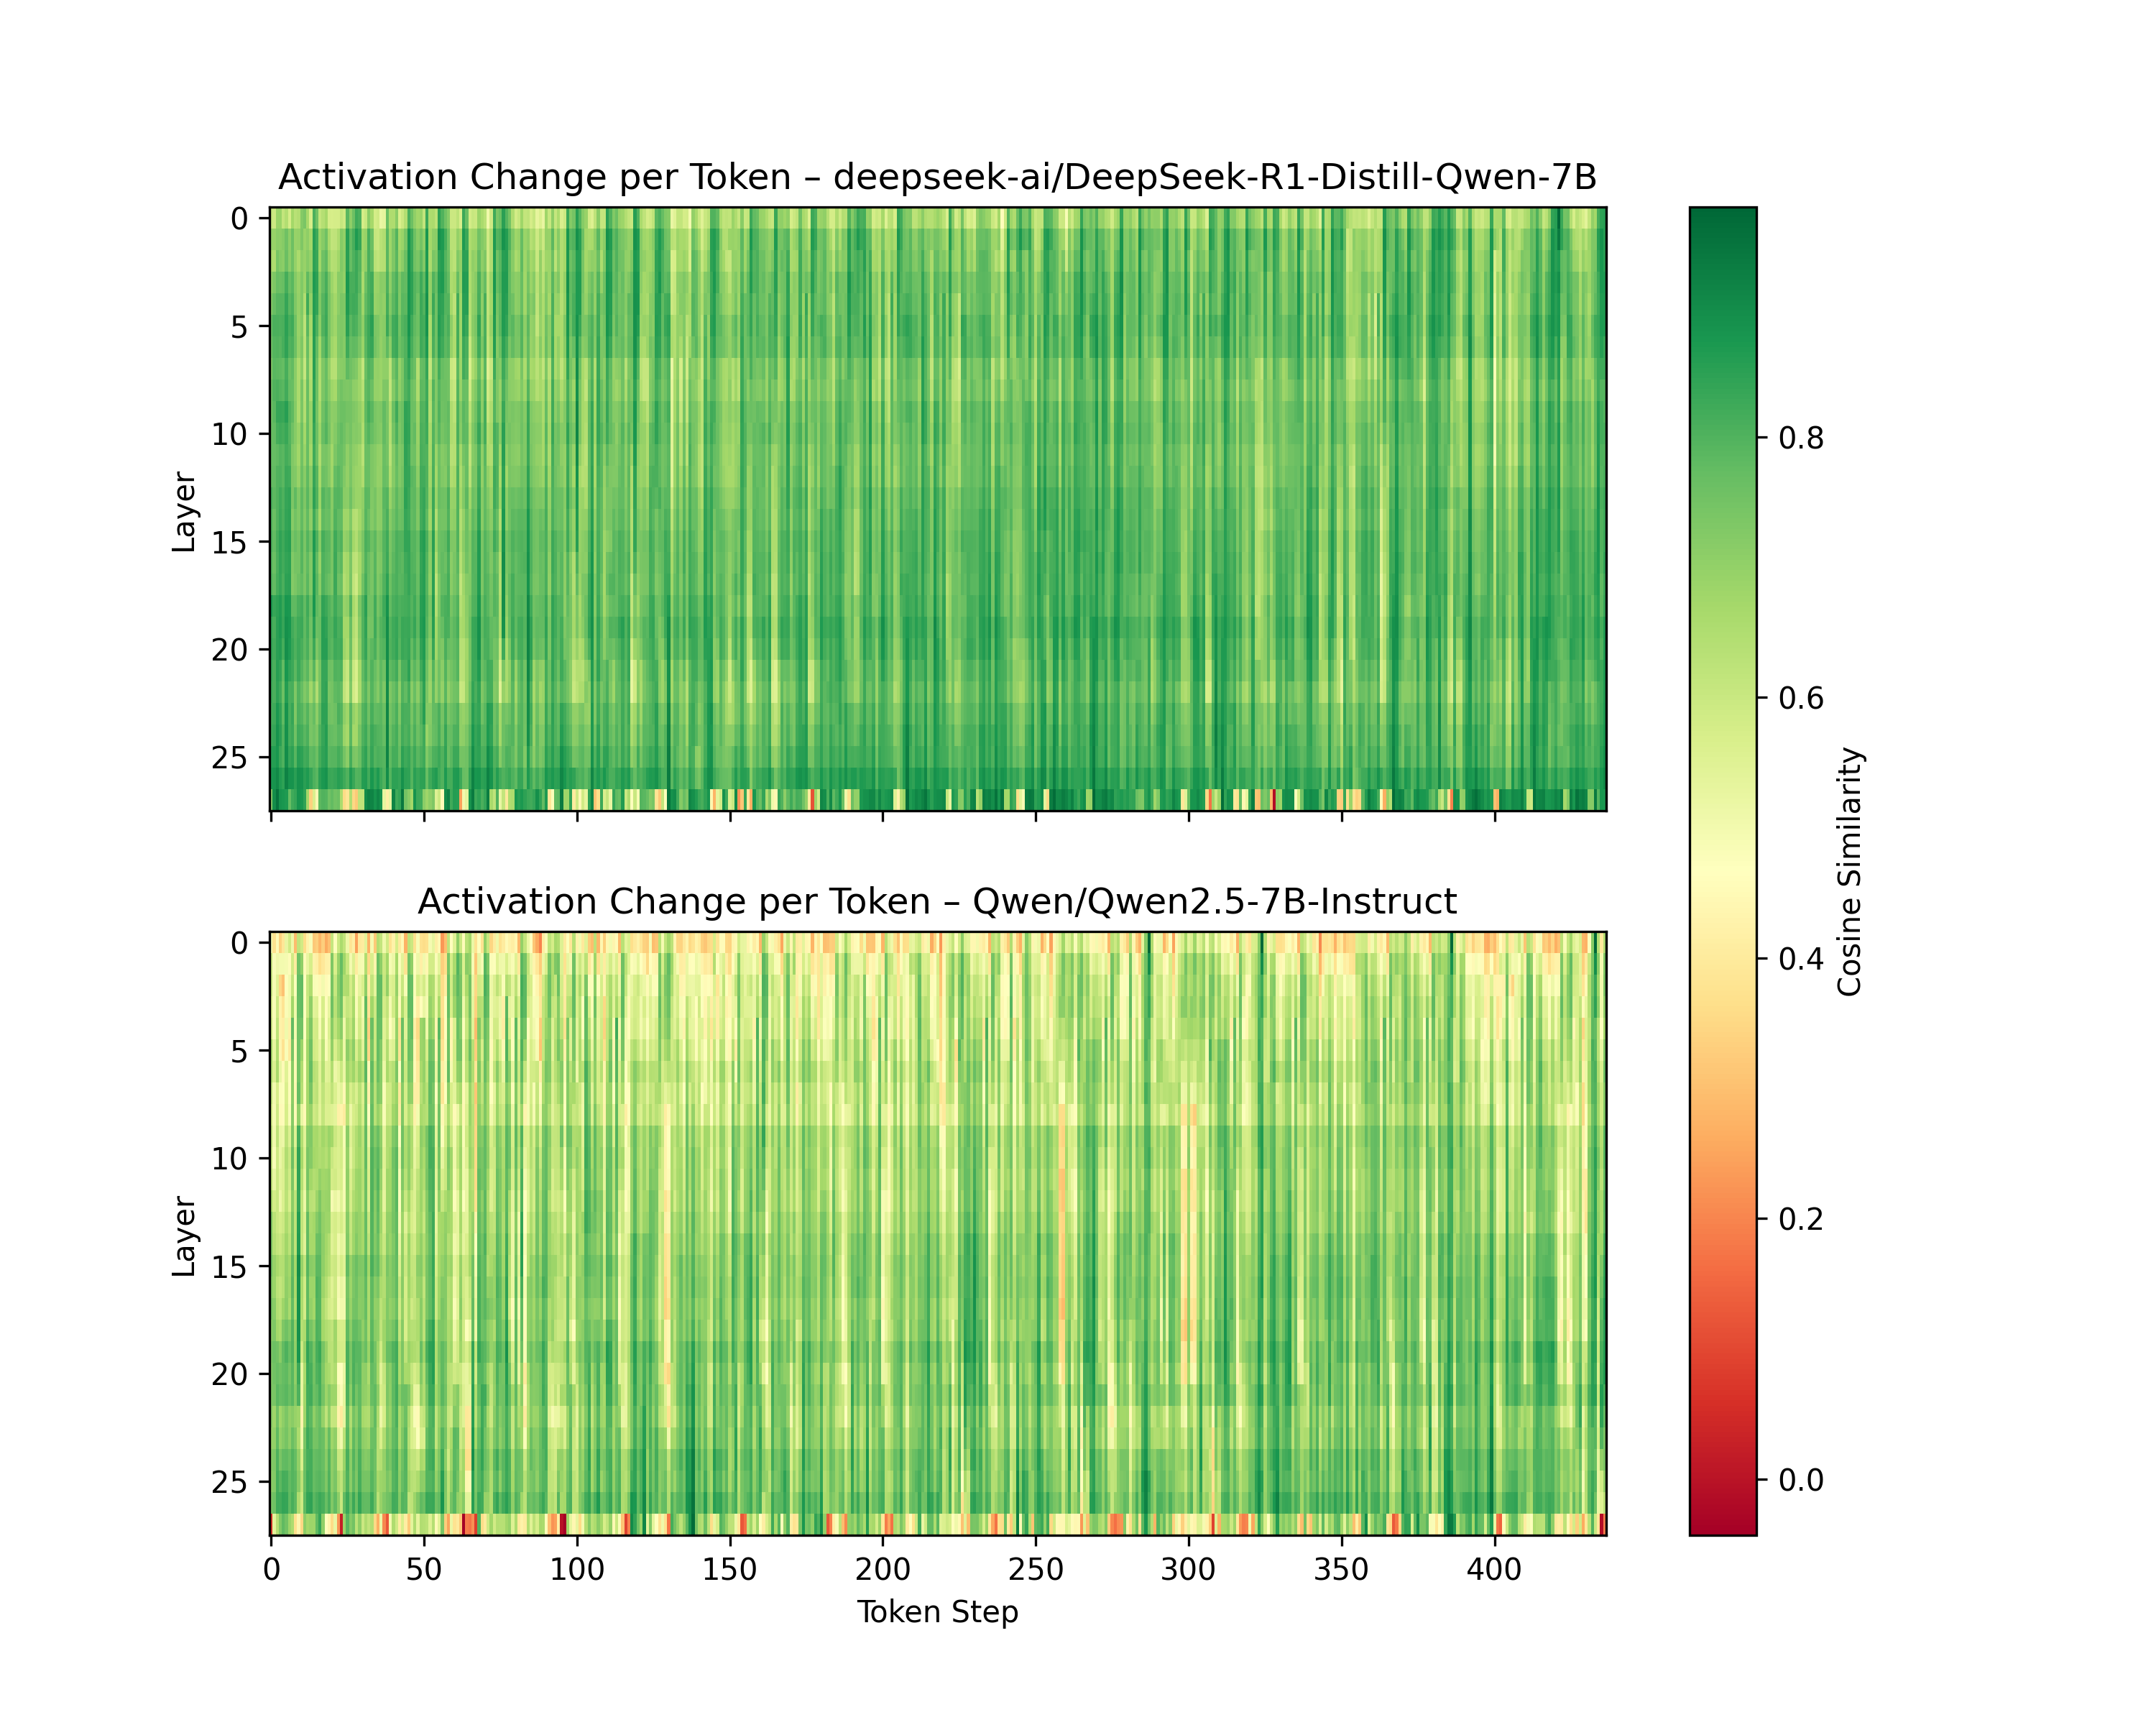 Activation Change per Token – deepseek-ai/DeepSeek-R1-Distill-Qwen-7B
0
5
10
15
20
25
Layer
Activation Change per Token – Qwen/Qwen2.5-7B-Instruct
0
5
10
15
20
25
Layer
0 50 100 150 200 250 300 350 400
Token Step
0.8
0.6
0.4
0.2
0.0
Cosine Similarity